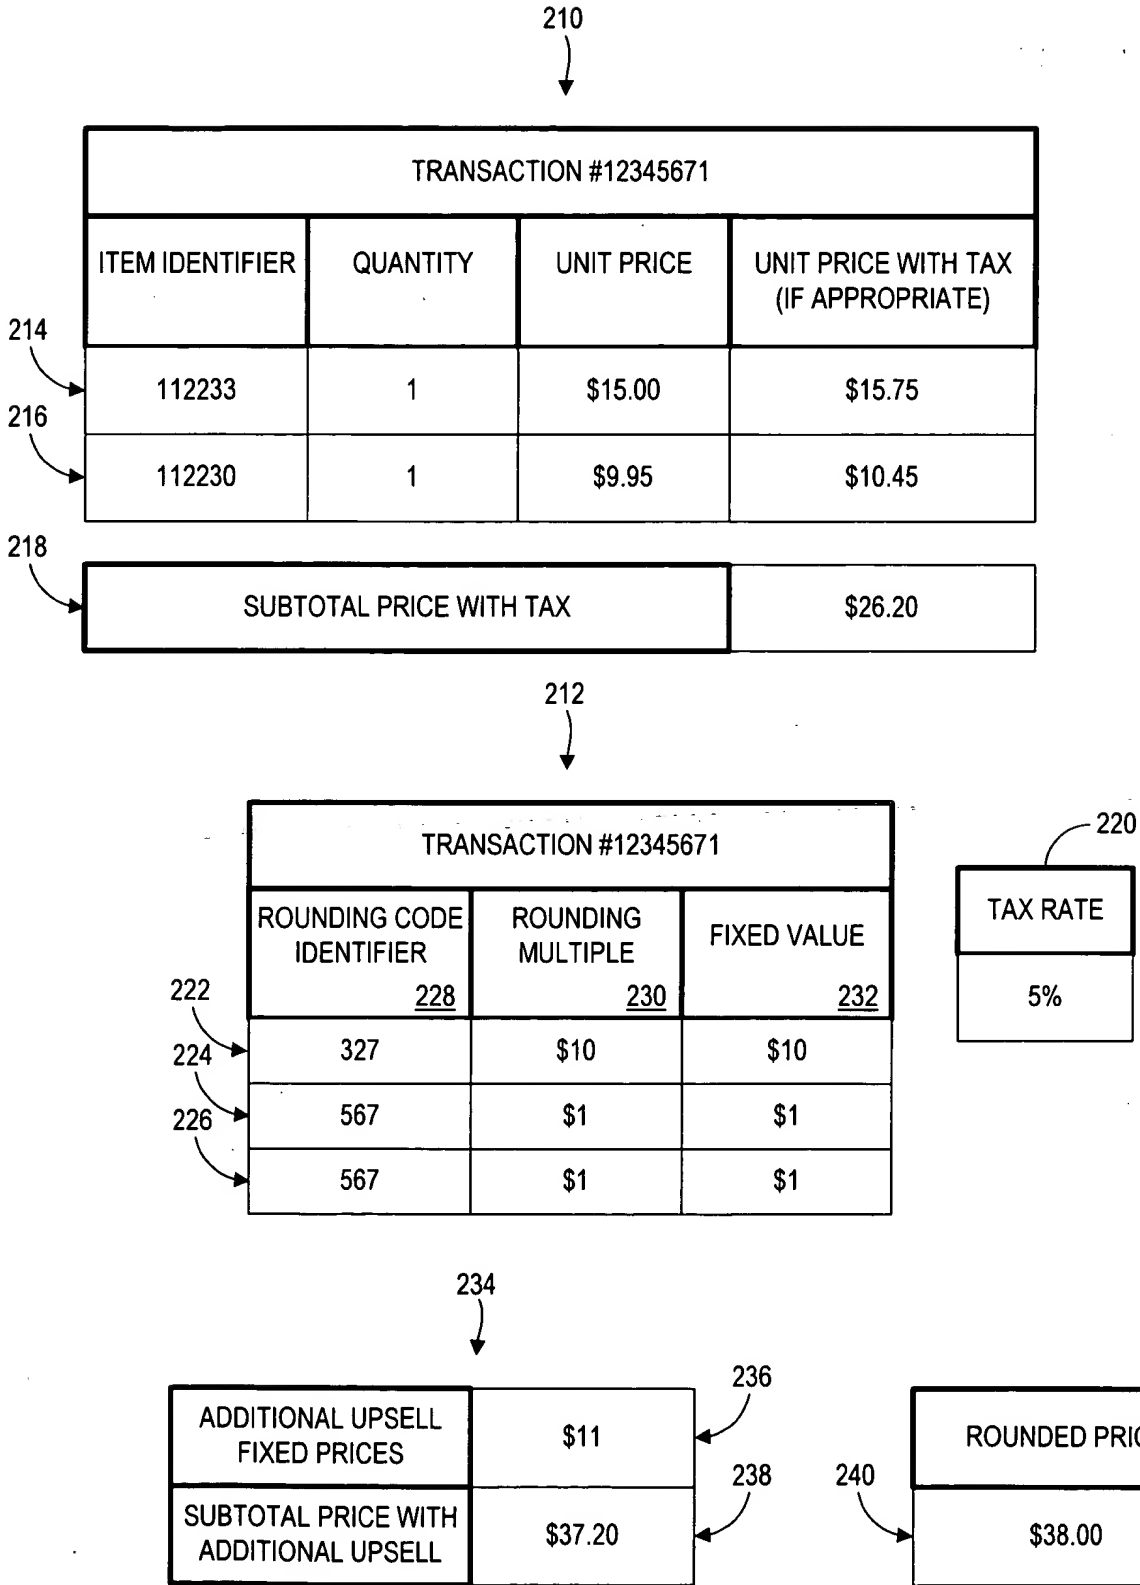 210
TRANSACTION #12345671
ITEM IDENTIFIER
QUANTITY
UNIT PRICE
UNIT PRICE WITH TAX
(IF APPROPRIATE)
214
112233
1
$15.00
$15.75
216
112230
1
$9.95
$10.45
218
SUBTOTAL PRICE WITH TAX
$26.20
212
TRANSACTION #12345671
220
ROUNDING CODE
IDENTIFIER
228
ROUNDING
MULTIPLE
230
FIXED VALUE
232
TAX RATE
5%
222
327
$10
$10
224
567
$1
$1
226
567
$1
$1
234
ADDITIONAL UPSELL
FIXED PRICES
$11
236
SUBTOTAL PRICE WITH
ADDITIONAL UPSELL
$37.20
238
ROUNDED
240
$38.00